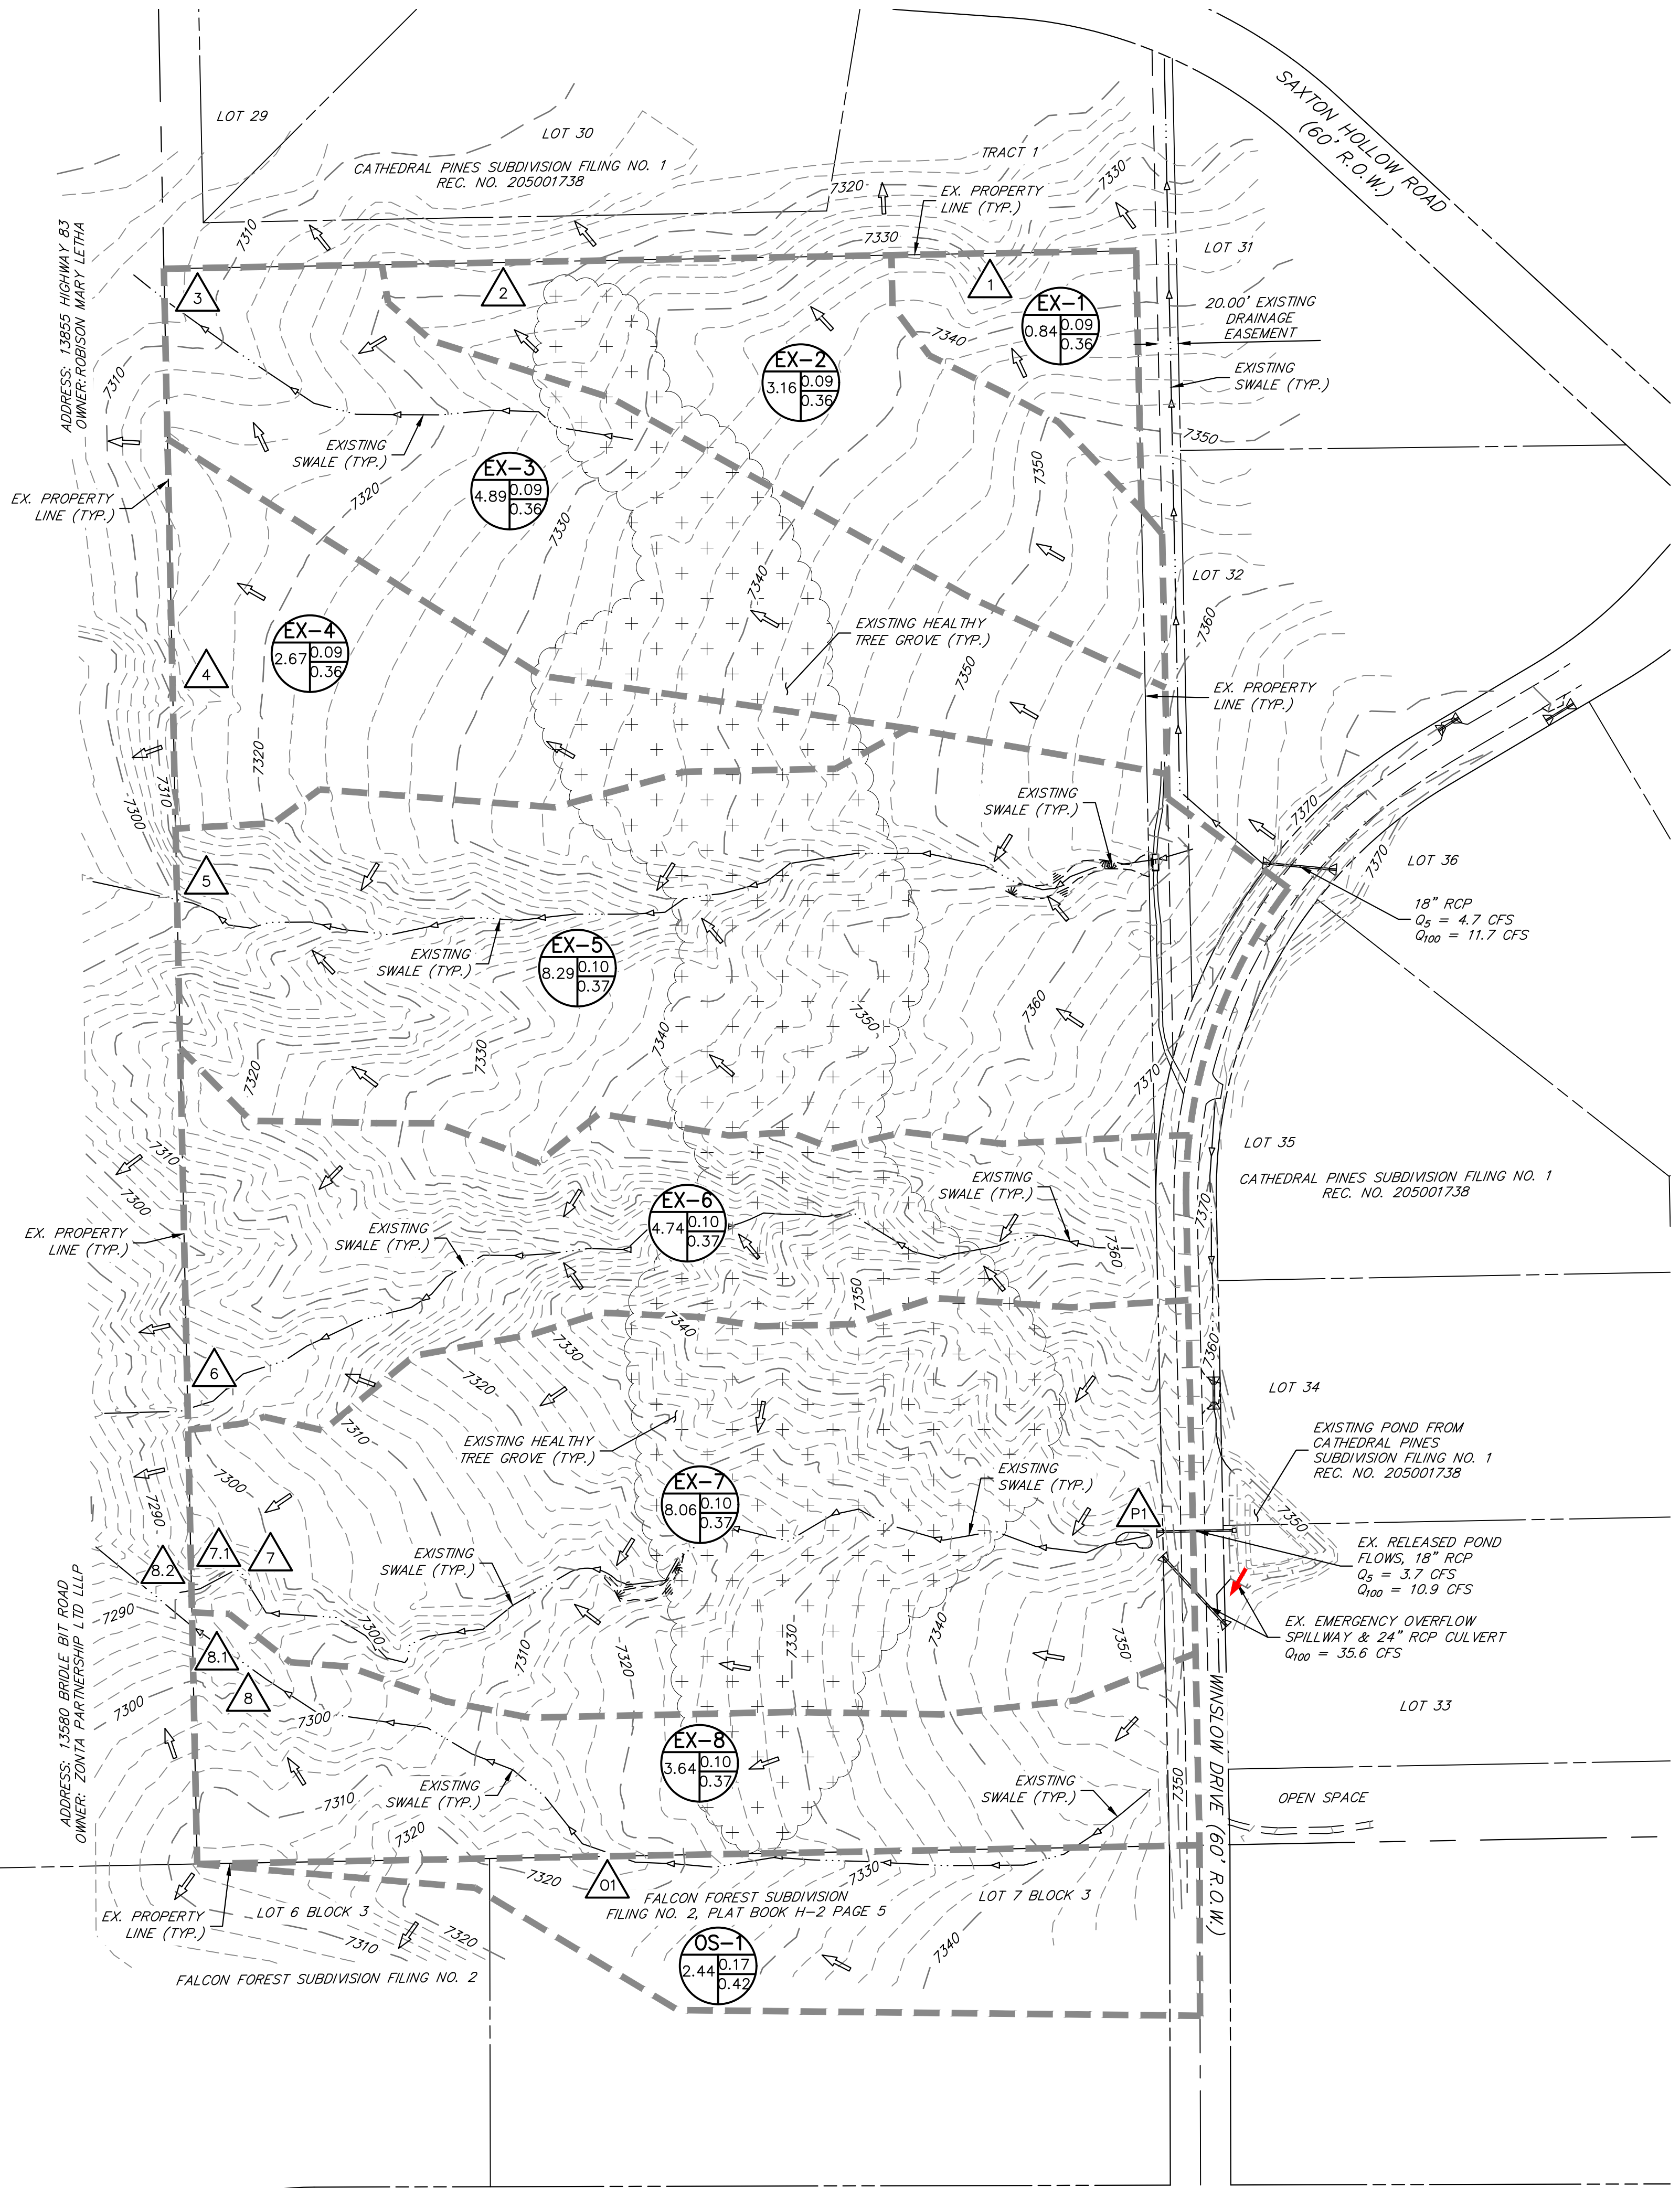 SAXTON HOLLOW ROAD
(60' R.O.W.)
LOT 29
LOT 30
CATHEDRAL PINES SUBDIVISION FILING NO. 1
REC. NO. 205001738
TRACT 1
7320
EX. PROPERTY
LINE (TYP.)
7330
7310
7330
LOT 31
ADDRESS: 13855 HIGHWAY 83
OWNER: ROBISON MARY LETHA
3
2
1
EX-1
0.84
0.09
0.36
20.00' EXISTING
DRAINAGE
EASEMENT
7340
EX-2
3.16
0.09
0.36
EXISTING
SWALE (TYP.)
7310
7350
EXISTING
SWALE (TYP.)
EX-3
4.89
0.09
0.36
7350
7320
EX. PROPERTY
LINE (TYP.)
7330
7340
LOT 32
EX-4
2.67
0.09
0.36
EXISTING HEALTHY
TREE GROVE (TYP.)
7360
4
7350
EX. PROPERTY
LINE (TYP.)
7320
7310
7300
EXISTING
SWALE (TYP.)
7370
7370
LOT 36
5
18" RCP
Q5 = 4.7 CFS
Q100 = 11.7 CFS
EXISTING
SWALE (TYP.)
EX-5
8.29
0.10
0.37
7360
7350
7340
7330
7320
7370
LOT 35
7310
CATHEDRAL PINES SUBDIVISION FILING NO. 1
REC. NO. 205001738
EXISTING
SWALE (TYP.)
7300
EX-6
4.74
0.10
0.37
7370
EX. PROPERTY
LINE (TYP.)
EXISTING
SWALE (TYP.)
7360
7350
7340
7330
7360
6
7320
LOT 34
7310
EXISTING HEALTHY
TREE GROVE (TYP.)
EXISTING POND FROM
CATHEDRAL PINES
SUBDIVISION FILING NO. 1
REC. NO. 205001738
7300
EXISTING
SWALE (TYP.)
EX-7
8.06
0.10
0.37
7290
P1
7350
7.1
7
8.2
EXISTING
SWALE (TYP.)
EX. RELEASED POND
FLOWS, 18" RCP
Q5 = 3.7 CFS
Q100 = 10.9 CFS
ADDRESS: 13580 BRIDLE BIT ROAD
OWNER: ZONTA PARTNERSHIP LTD LLLP
7290
7300
EX. EMERGENCY OVERFLOW
SPILLWAY & 24" RCP CULVERT
Q100 = 35.6 CFS
7340
7330
7350
7310
7320
8.1
8
7300
7300
LOT 33
WINSLOW DRIVE (60' R.O.W.)
EX-8
3.64
0.10
0.37
EXISTING
SWALE (TYP.)
EXISTING
SWALE (TYP.)
7350
7310
OPEN SPACE
7320
7330
7320
O1
FALCON FOREST SUBDIVISION
FILING NO. 2, PLAT BOOK H-2 PAGE 5
LOT 7 BLOCK 3
EX. PROPERTY
LINE (TYP.)
LOT 6 BLOCK 3
7320
7310
OS-1
2.44
0.17
0.42
7340
FALCON FOREST SUBDIVISION FILING NO. 2